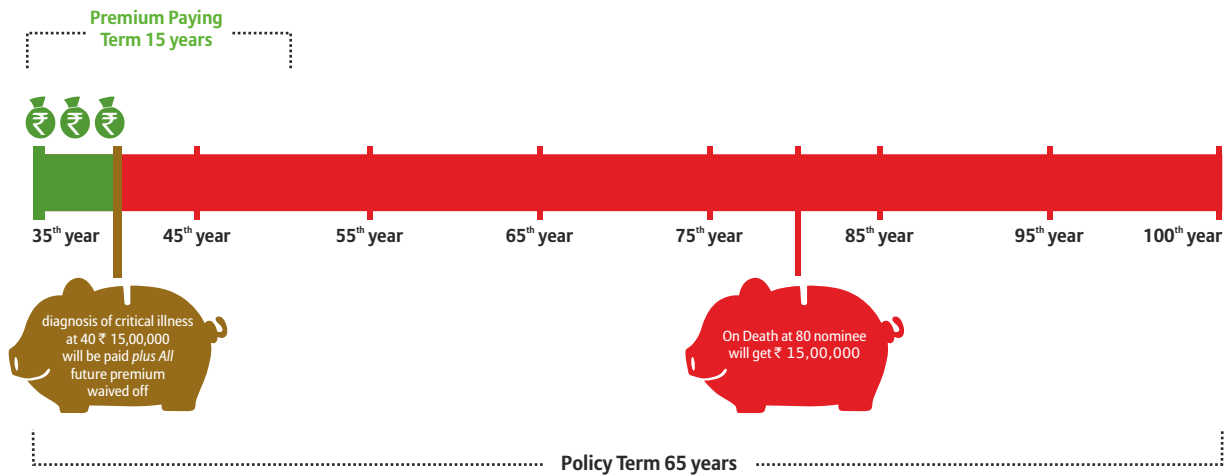 Premium Paying
Term 15 years
₹ ₹ ₹
35th year 45th year 55th year 65th year 75th year 85th year 95th year 100th year
diagnosis of critical illness
at 40 ₹ 15,00,000
will be paid plus All
future premium
waived off
On Death at 80 nominee
will get ₹ 15,00,000
Policy Term 65 years